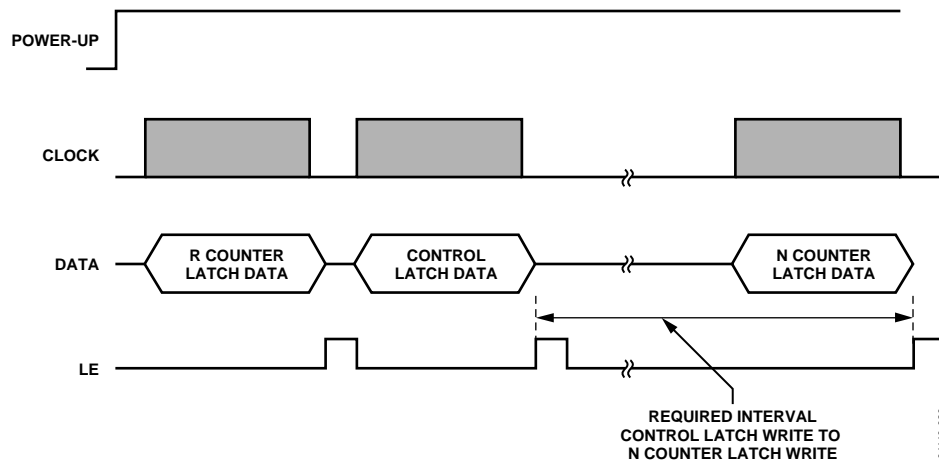 POWER-UP
CLOCK
DATA
R COUNTER
LATCH DATA
CONTROL
LATCH DATA
N COUNTER
LATCH DATA
LE
REQUIRED INTERVAL
CONTROL LATCH WRITE TO
N COUNTER LATCH WRITE